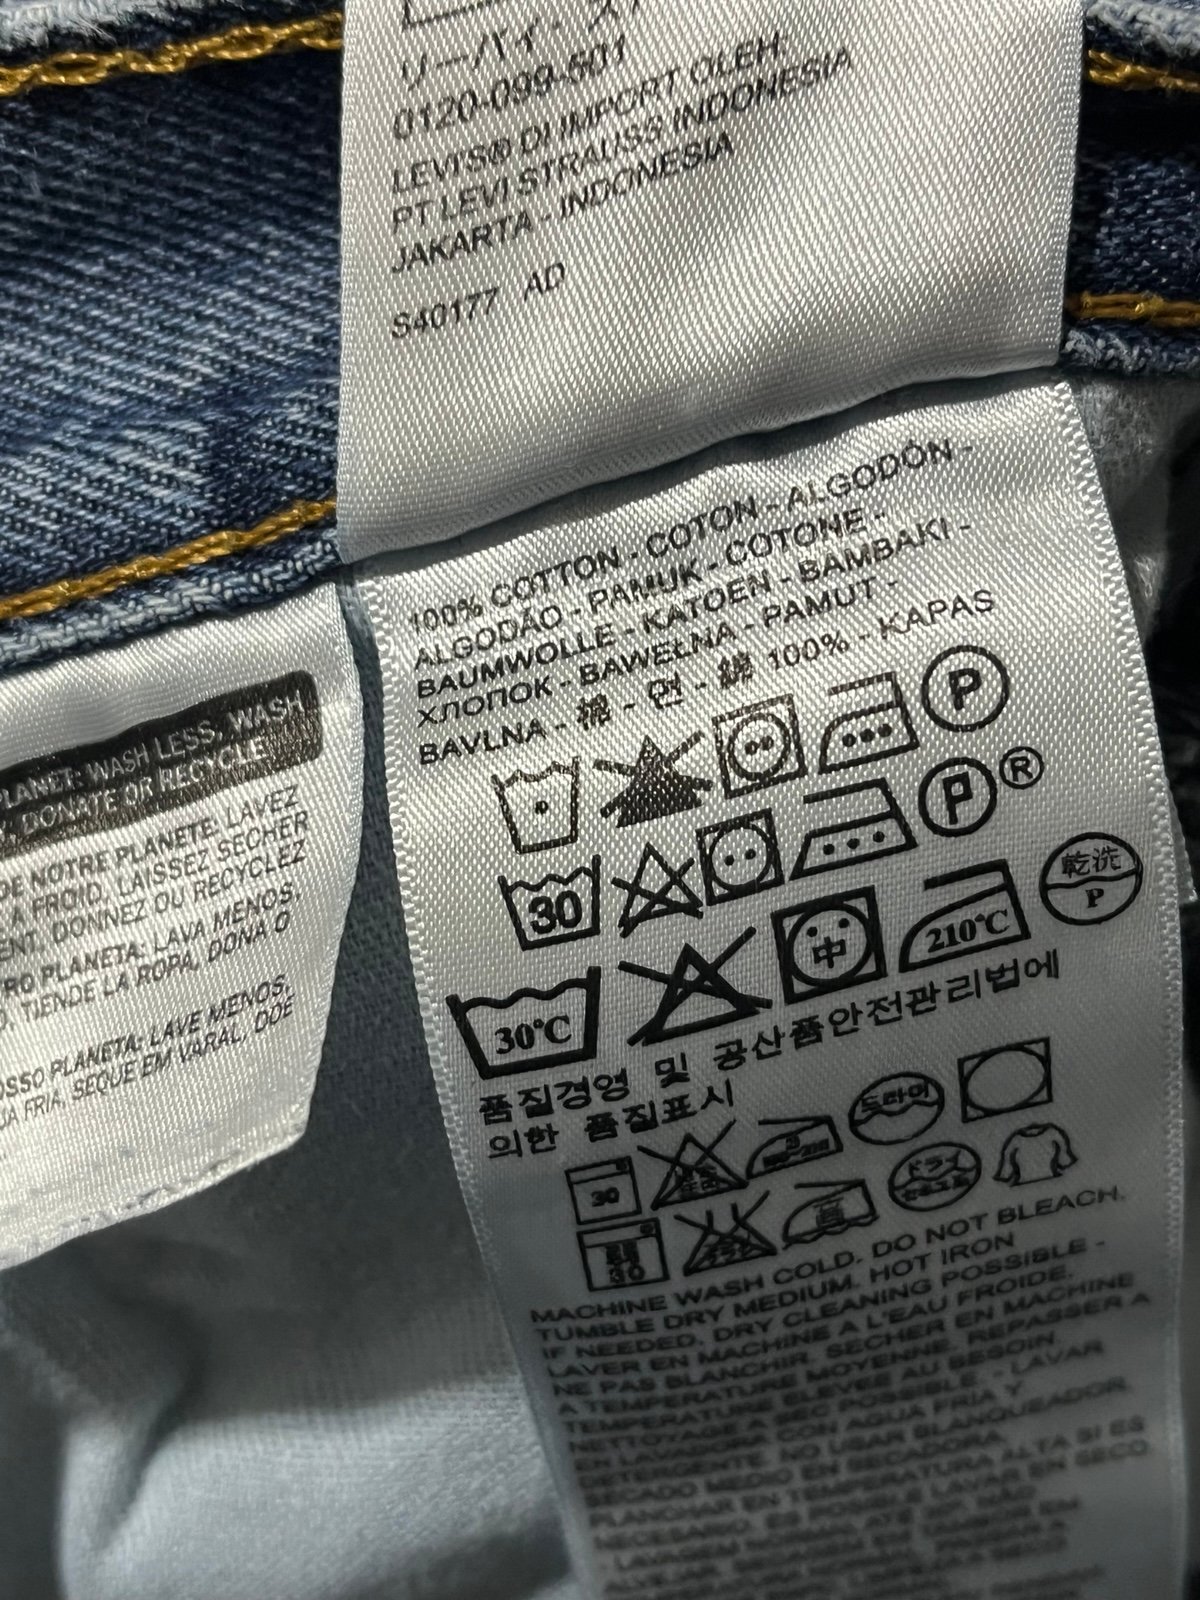 リーバイ・ス
0120-099-501
LEVI'S® DI IMPORT OLEH:
PT LEVI STRAUSS INDONESIA
JAKARTA - INDONESIA
S40177 AD
PLANET: WASH LESS, WASH
, DONATE OR RECYCLE
DE NOTRE PLANETE: LAVEZ
A FROID, LAISSEZ SECHER
ENT, DONNEZ OU RECYCLEZ
RO PLANETA: LAVA MENOS,
TIENDE LA ROPA, DONA O
OSSO PLANETA: LAVE MENOS,
UA FRIA, SEQUE EM VARAL, DOE
100% COTTON - COTON - ALGODÓN -
ALGODÃO - PAMUK - COTONE -
BAUMWOLLE - KATOEN - BAMBAKI -
ХЛОПОК - BAWEŁNA - PAMUT -
BAVLNA - 棉 - 면 - 綿 100% - KAPAS
P
30 P ®
30°C 中 210°C 乾洗 P
품질경영 및 공산품안전관리법에
의한 품질표시
30 드라이
30 ドライ
MACHINE WASH COLD. DO NOT BLEACH.
TUMBLE DRY MEDIUM. HOT IRON
IF NEEDED. DRY CLEANING POSSIBLE -
LAVER EN MACHINE A L'EAU FROIDE.
NE PAS BLANCHIR. SECHER EN MACHINE
A TEMPERATURE MOYENNE. REPASSER A
TEMPERATURE ELEVEE AU BESOIN.
NETTOYAGE A SEC POSSIBLE - LAVAR
EN LAVADORA CON AGUA FRIA Y
DETERGENTE. NO USAR BLANQUEADOR.
SECADO MEDIO EN SECADORA.
PLANCHAR EN TEMPERATURA ALTA SI ES
NECESARIO. ES POSIBLE LAVAR EN SECO